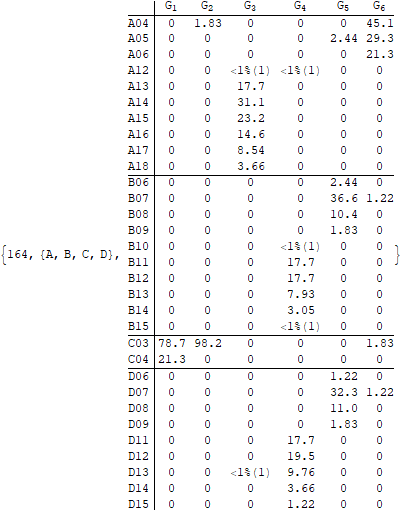 G1 G2 G3 G4 G5 G6
A04 0 1.83 0 0 0 45.1
A05 0 0 0 0 2.44 29.3
A06 0 0 0 0 0 21.3
A12 0 0 <1%(1) <1%(1) 0 0
A13 0 0 17.7 0 0 0
A14 0 0 31.1 0 0 0
A15 0 0 23.2 0 0 0
A16 0 0 14.6 0 0 0
A17 0 0 8.54 0 0 0
A18 0 0 3.66 0 0 0
B06 0 0 0 0 2.44 0
B07 0 0 0 0 36.6 1.22
B08 0 0 0 0 10.4 0
B09 0 0 0 0 1.83 0
{164, {A, B, C, D}, B10 0 0 0 <1%(1) 0 0 }
B11 0 0 0 17.7 0 0
B12 0 0 0 17.7 0 0
B13 0 0 0 7.93 0 0
B14 0 0 0 3.05 0 0
B15 0 0 0 <1%(1) 0 0
C03 78.7 98.2 0 0 0 1.83
C04 21.3 0 0 0 0 0
D06 0 0 0 0 1.22 0
D07 0 0 0 0 32.3 1.22
D08 0 0 0 0 11.0 0
D09 0 0 0 0 1.83 0
D11 0 0 0 17.7 0 0
D12 0 0 0 19.5 0 0
D13 0 0 <1%(1) 9.76 0 0
D14 0 0 0 3.66 0 0
D15 0 0 0 1.22 0 0